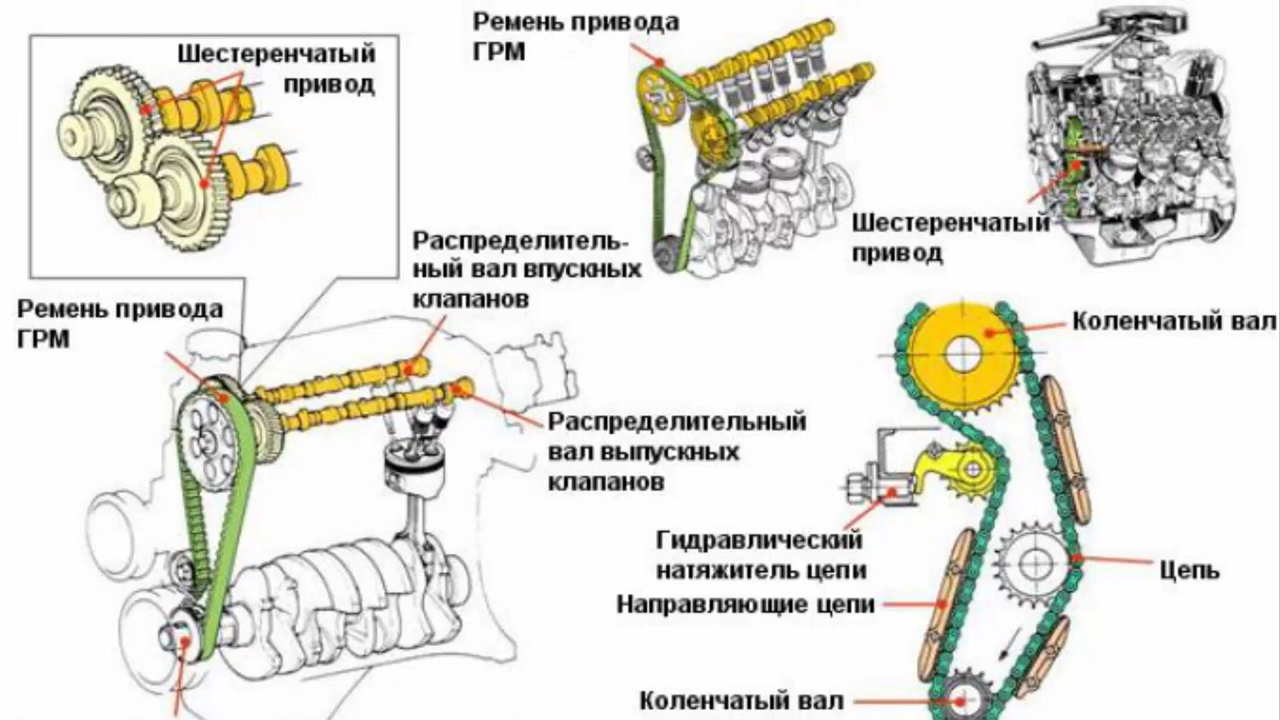 Шестеренчатый
привод
Ремень привода
ГРМ
Шестеренчатый
привод
Распределитель-
ный вал впускных
клапанов
Ремень привода
ГРМ
Коленчатый вал
Распределительный
вал выпускных
клапанов
Гидравлический
натяжитель цепи
Цепь
Направляющие цепи
Коленчатый вал